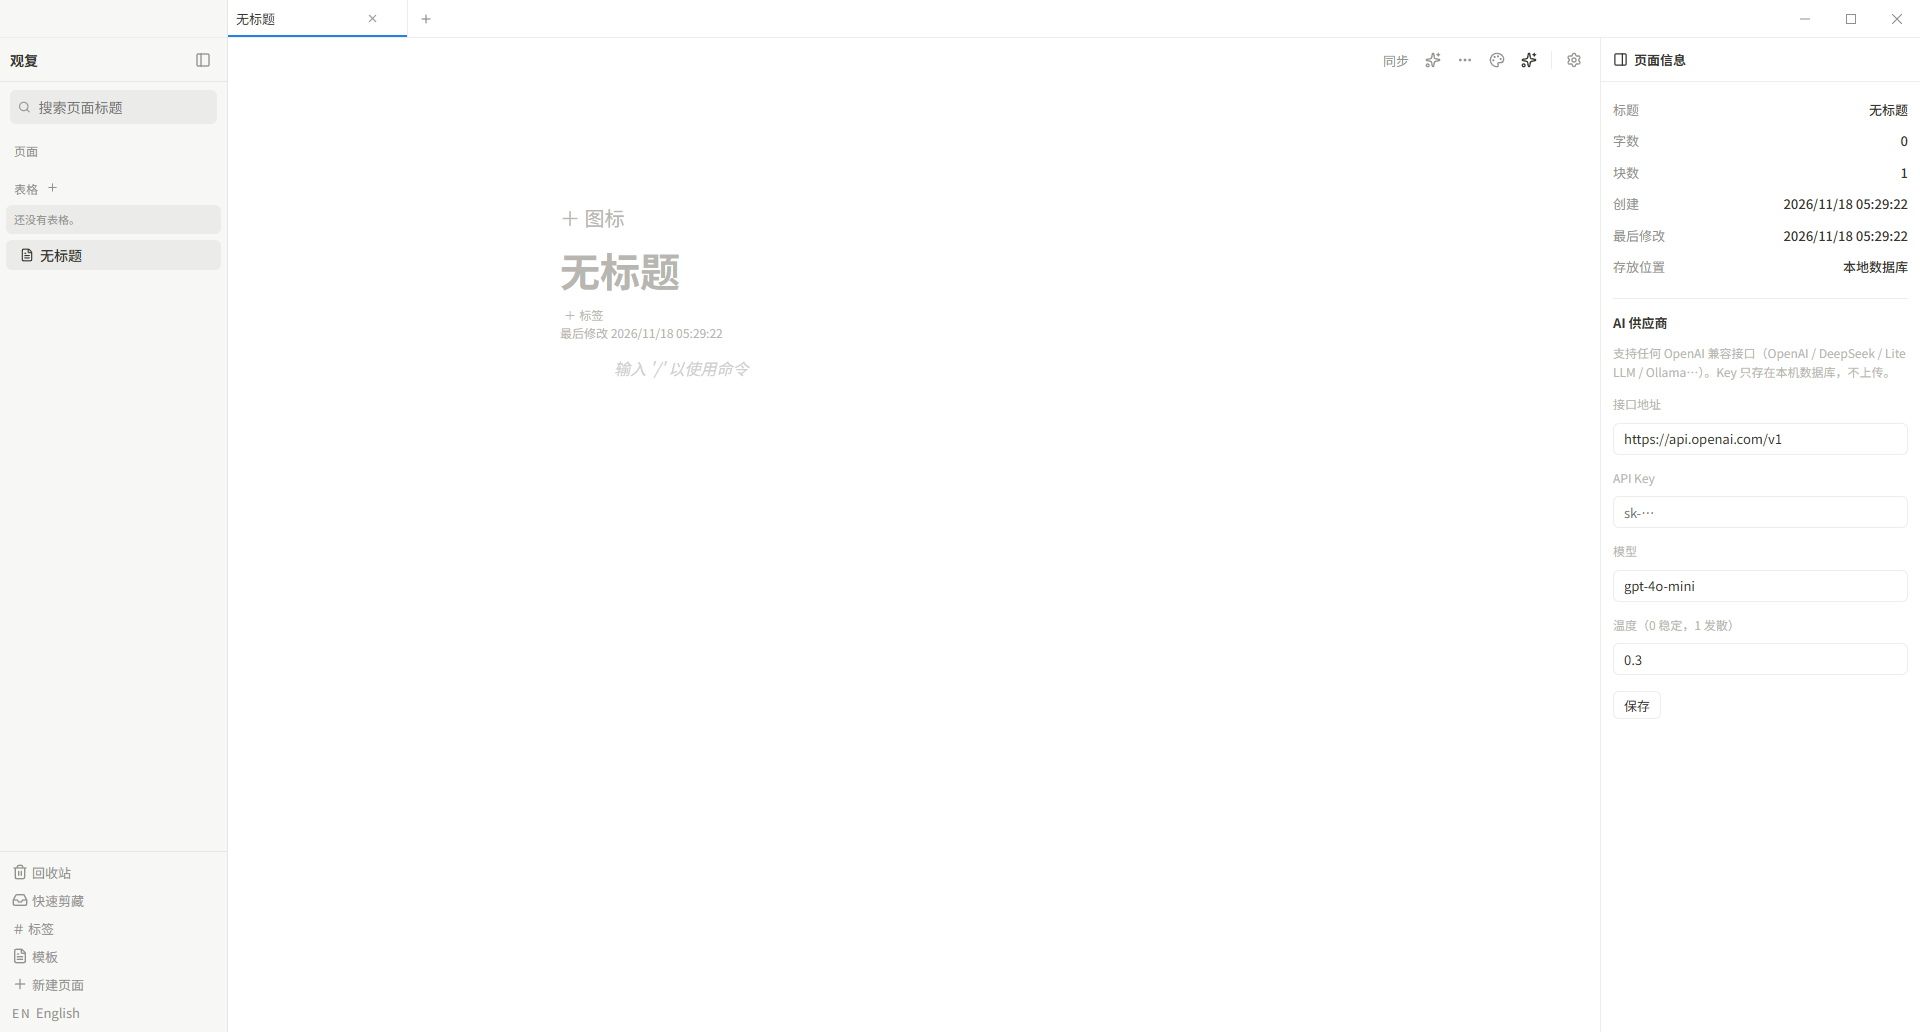 无标题
观复
搜索页面标题
页面
表格
还没有表格。
无标题
回收站
快速剪藏
# 标签
模板
新建页面
EN English
同步
图标
无标题
标签
最后修改 2026/11/18 05:29:22
输入 '/' 以使用命令
页面信息
标题 无标题
字数 0
块数 1
创建 2026/11/18 05:29:22
最后修改 2026/11/18 05:29:22
存放位置 本地数据库
AI 供应商
支持任何 OpenAI 兼容接口（OpenAI / DeepSeek / Lite
LLM / Ollama…）。Key 只存在本机数据库，不上传。
接口地址
https://api.openai.com/v1
API Key
sk-…
模型
gpt-4o-mini
温度（0 稳定，1 发散）
0.3
保存